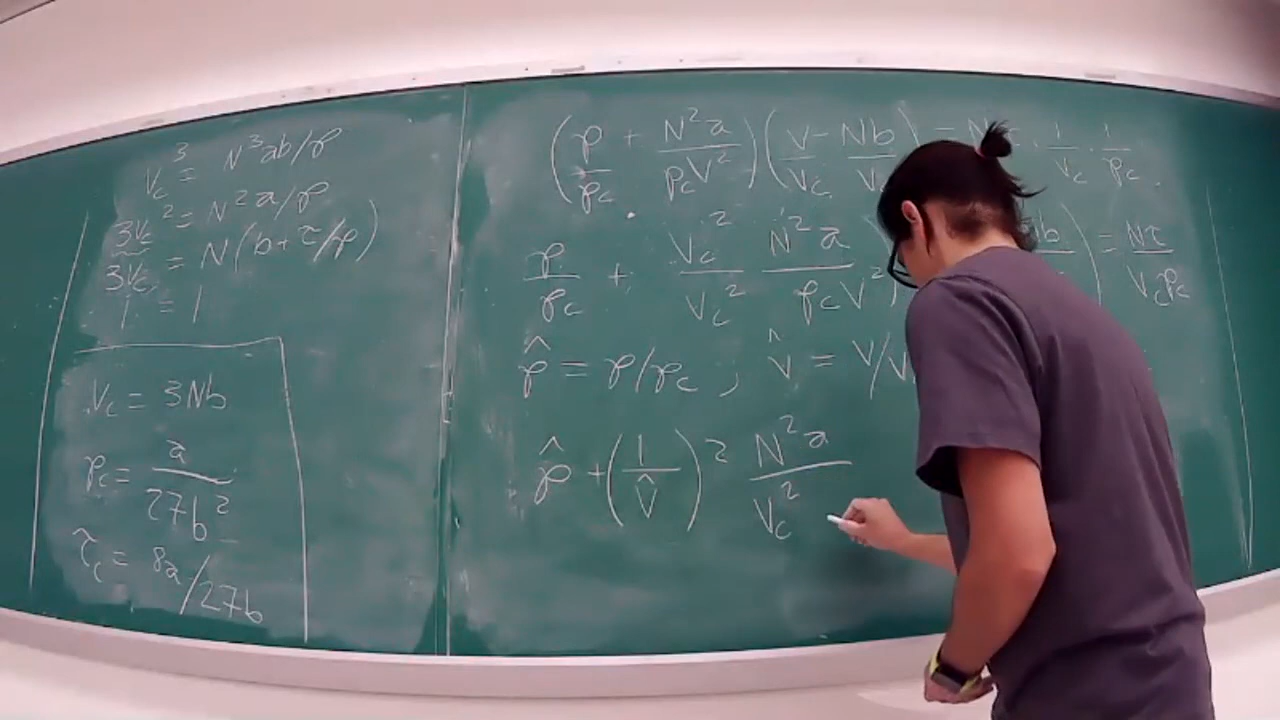 V_c^3 = N^3ab/p
3V_c^2 = N^2a/p
3V_c = N(b+τ/p)
1 = 1
V_c = 3Nb
p_c = a/27b^2
τ_c = 8a/27b
(p/p_c + N^2a/p_cV^2)(V/V_c - Nb/V_c) = · 1/V_c · 1/p_c
p/p_c + V_c^2/V_c^2 N^2a/p_cV^2 ) = Nτ/V_cp_c
p̂ = p/p_c ; V̂ = V/V
p̂ + (1/V̂)^2 N^2a/V_c^2